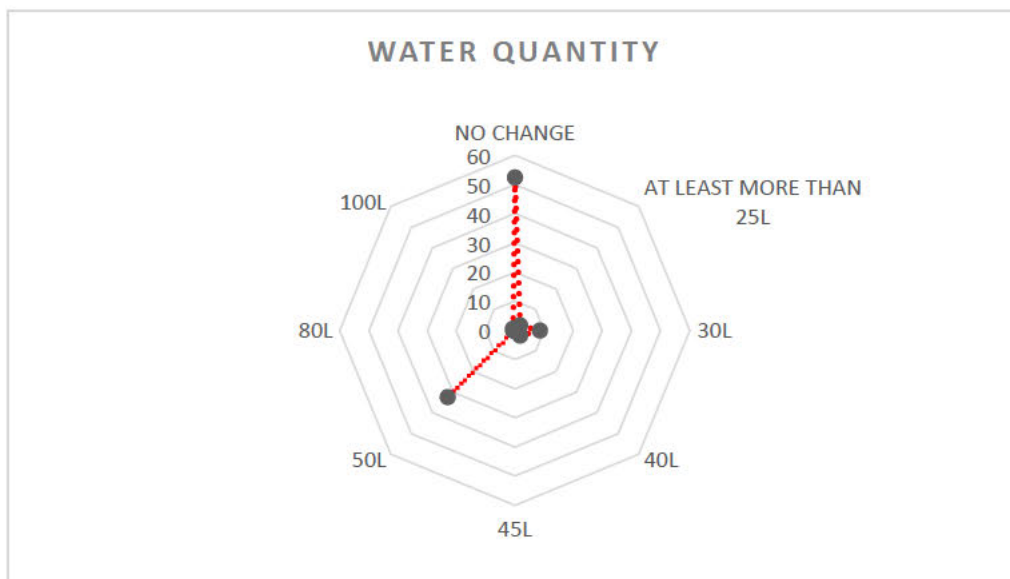 WATER QUANTITY
NO CHANGE
60
50
40
30
20
10
0
AT LEAST MORE THAN
25L
30L
40L
45L
50L
80L
100L